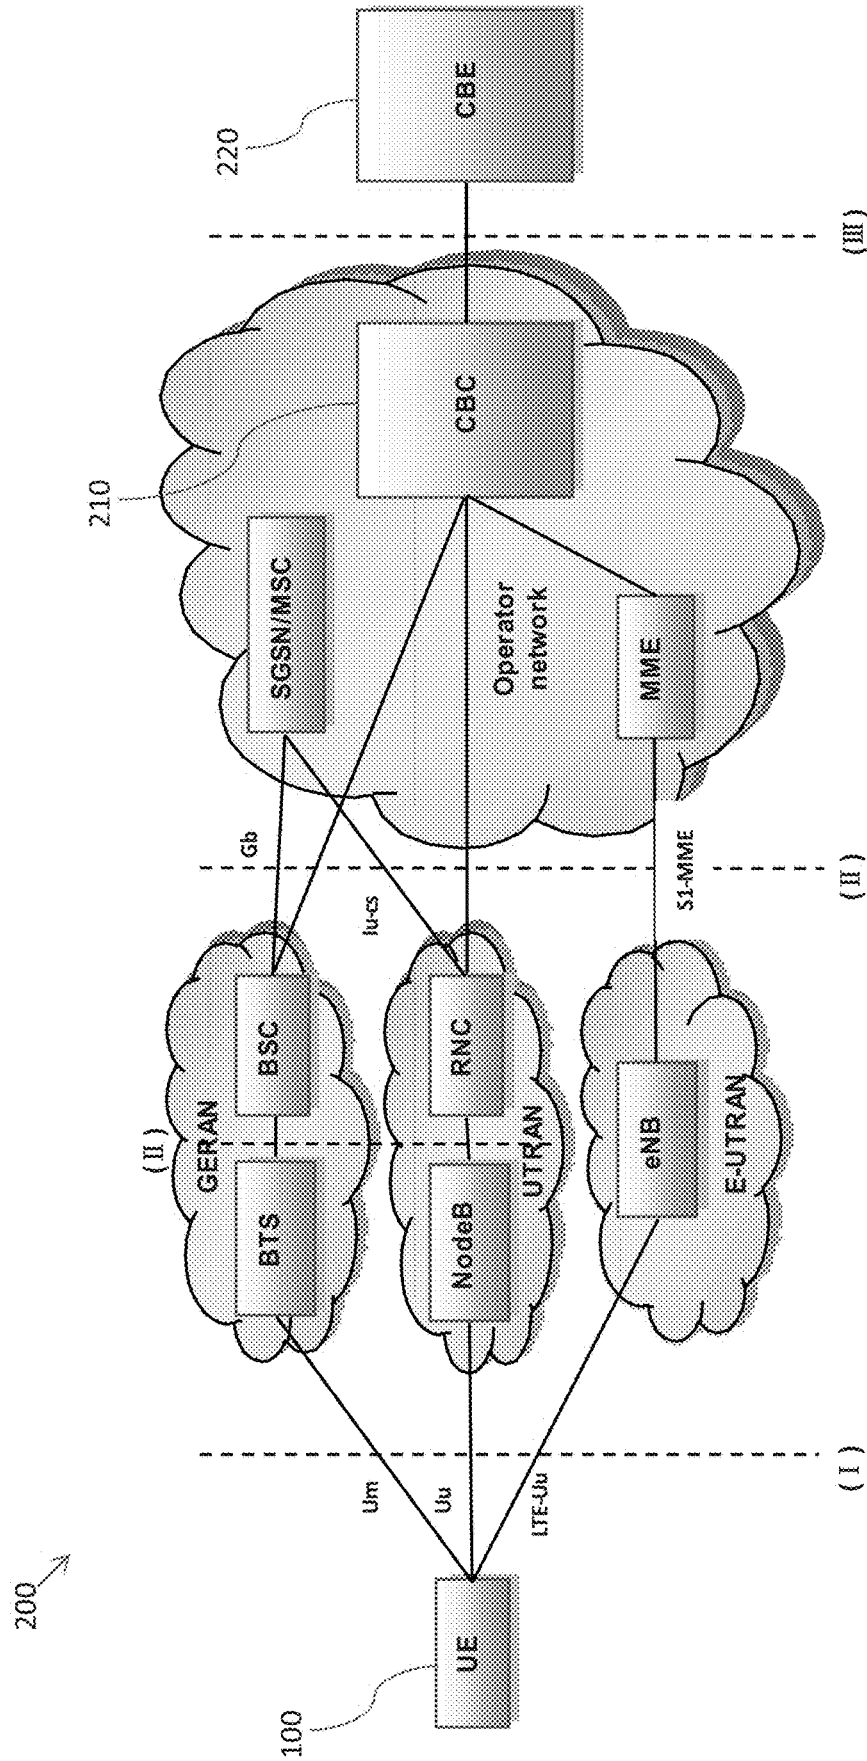 200
100
UE
Um
Uu
LTE-Uu
( I )
( II )
GERAN
BTS
BSC
NodeB
RNC
UTRAN
eNB
E-UTRAN
Gb
Iu-cs
S1-MME
( II )
SGSN/MSC
Operator
network
MME
210
CBC
( III )
220
CBE